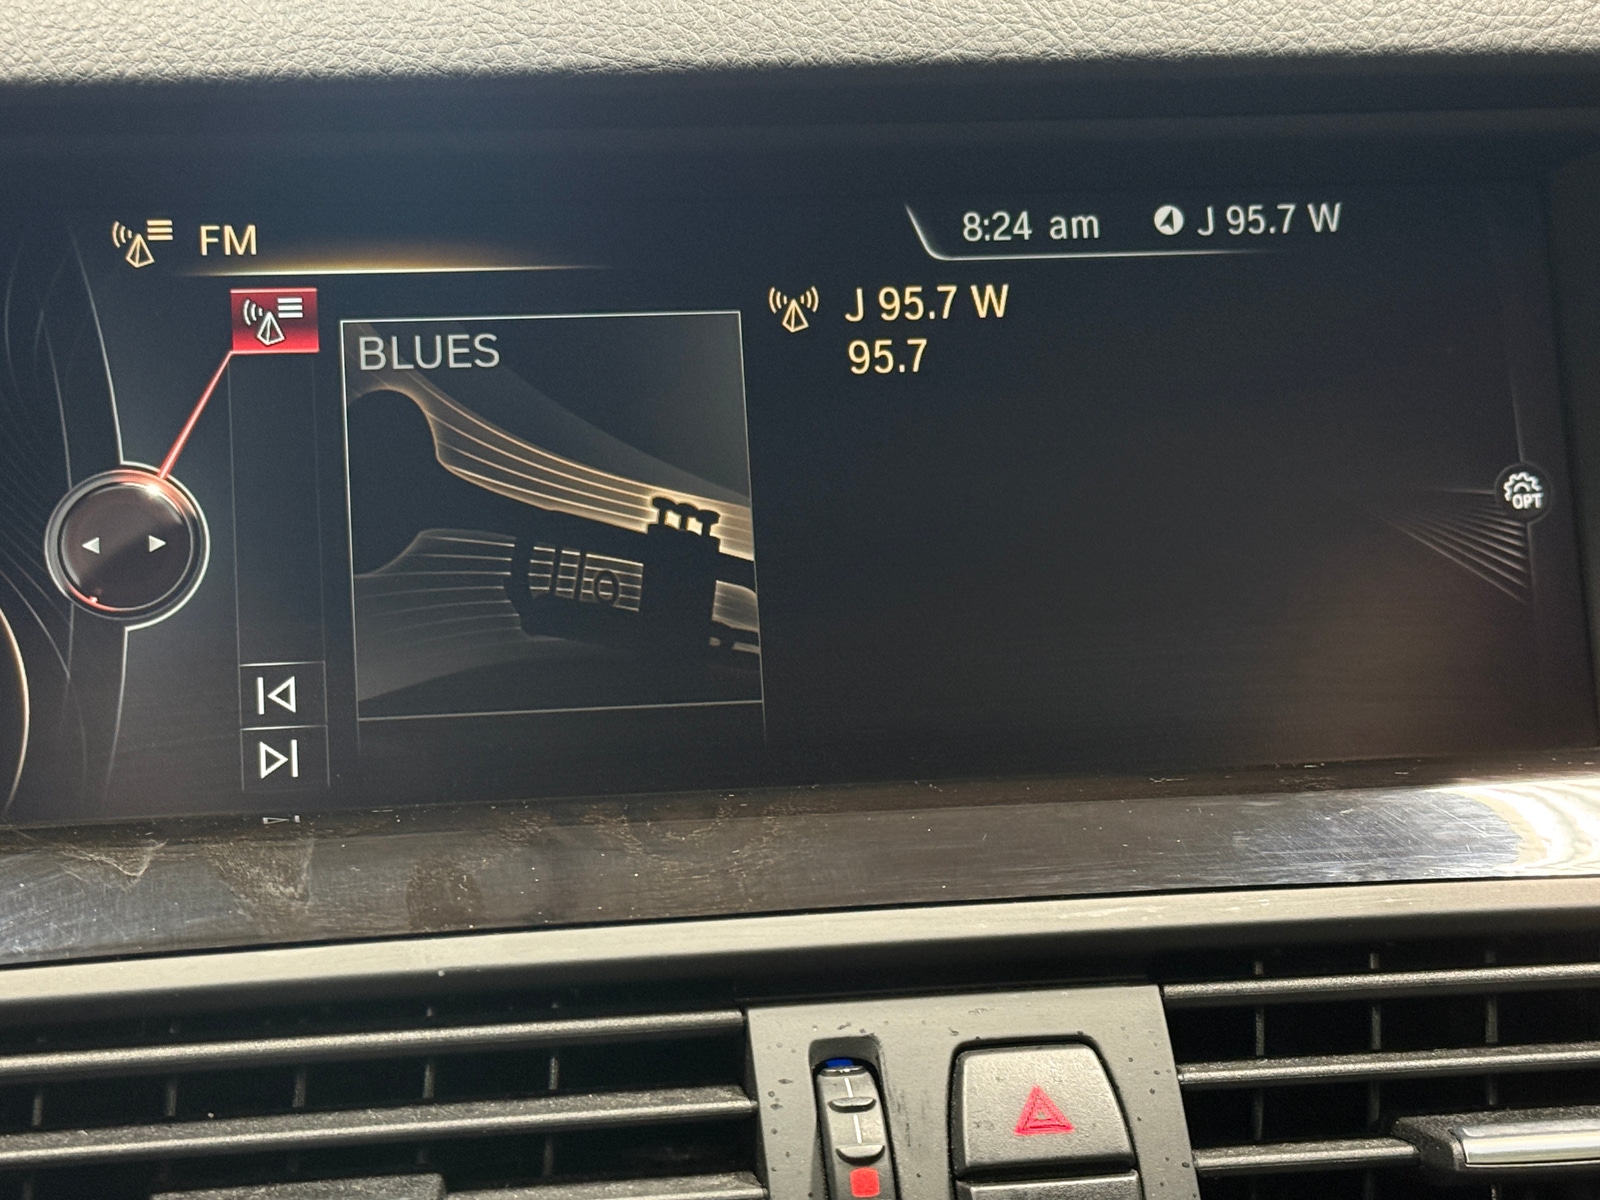 FM
8:24 am J 95.7 W
BLUES
J 95.7 W
95.7
OPT